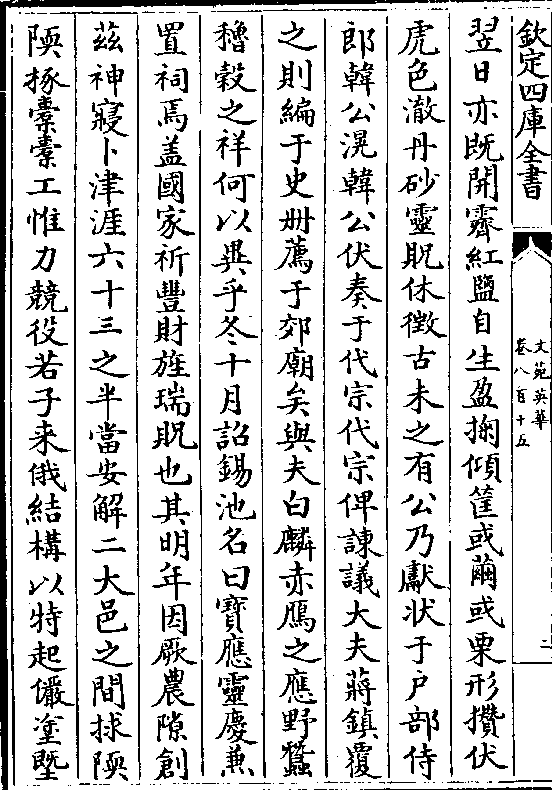 欽定四庫全書
文苑英華
卷八百十五
二
翌日亦既開霽紅鹽自生盈掬傾筐或繭或栗形攢伏
虎色澈丹砂靈貺休徵古未之有公乃獻狀于戶部侍
郎韓公滉韓公伏奏于代宗代宗俾諫議大夫蔣鎮覆
之則編于史冊薦于郊廟矣與夫白麟赤鴈之應野蠶
穭穀之祥何以異乎冬十月詔錫池名曰寶應靈慶兼
置祠焉盖國家祈豐財旌瑞貺也其明年因厥農隙創
兹神寢卜津涯六十三之半當安解二大邑之間捄陾
陾椓橐橐工惟力競役若子来俄結構以特起儼塗塈